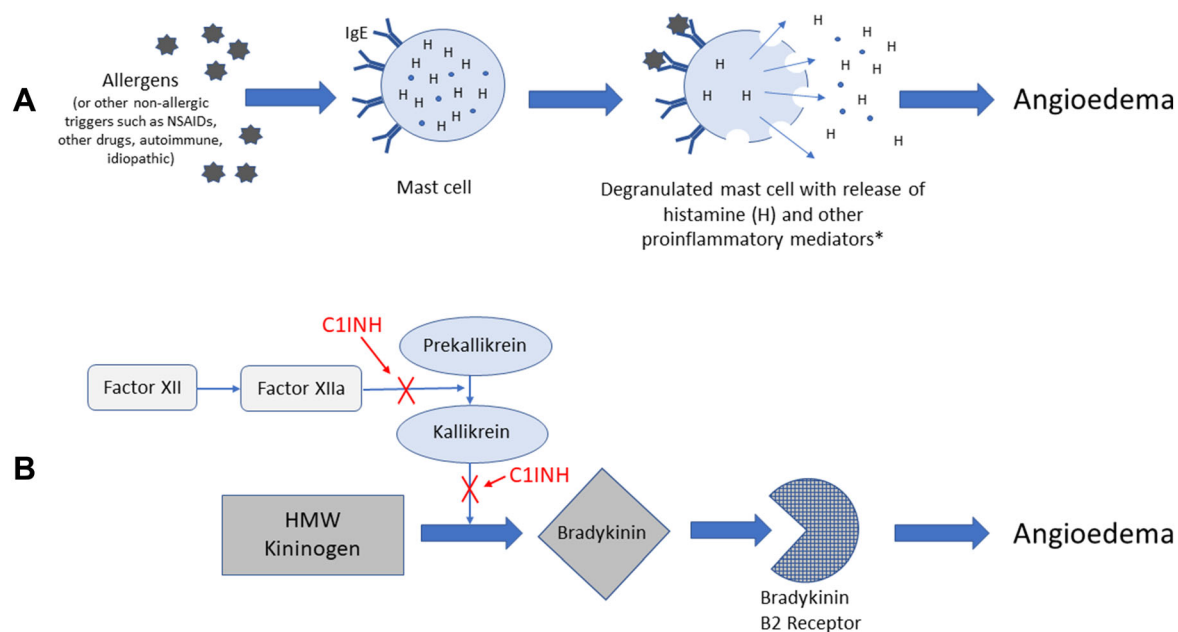 A
Allergens
(or other non-allergic
triggers such as NSAIDs,
other drugs, autoimmune,
idiopathic)
IgE
H
H
H
H
H
H
H
H
H
H
Mast cell
H
H
H
H
H
H
H
H
H
H
Degranulated mast cell with release of
histamine (H) and other
proinflammatory mediators*
Angioedema
B
C1INH
Prekallikrein
Factor XII
Factor XIIa
Kallikrein
C1INH
HMW
Kininogen
Bradykinin
Bradykinin
B2 Receptor
Angioedema